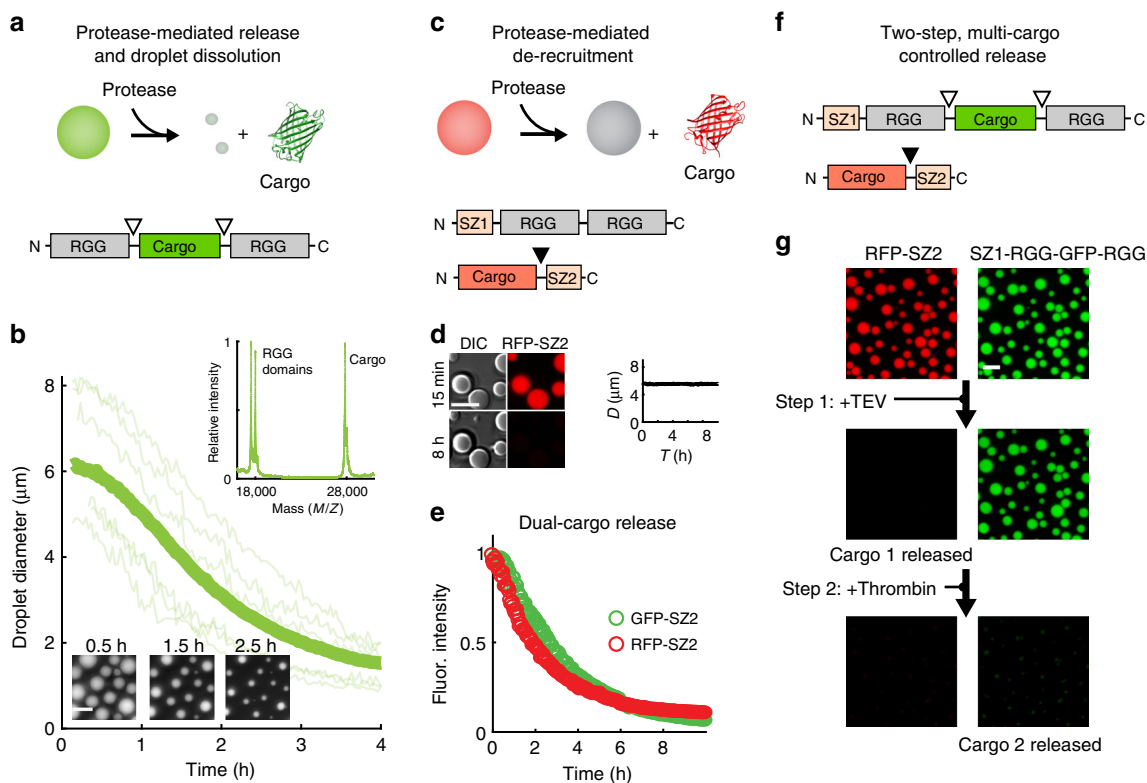 a
Protease-mediated release
and droplet dissolution
Protease
+
Cargo
N
RGG
Cargo
RGG
C
b
Droplet diameter (μm)
8
6
4
2
0
0
1
2
3
4
Time (h)
0.5 h
1.5 h
2.5 h
Relative intensity
1
0
RGG
domains
Cargo
18,000
28,000
Mass (M/Z)
c
Protease-mediated
de-recruitment
Protease
+
Cargo
N
SZ1
RGG
RGG
C
N
Cargo
SZ2
C
d
DIC
RFP-SZ2
15 min
8 h
D (μm)
8
4
0
0
4
8
T (h)
e
Dual-cargo release
Fluor. intensity
1
0.5
0
0
2
4
6
8
Time (h)
GFP-SZ2
RFP-SZ2
f
Two-step, multi-cargo
controlled release
N
SZ1
RGG
Cargo
RGG
C
N
Cargo
SZ2
C
g
RFP-SZ2
SZ1-RGG-GFP-RGG
Step 1: +TEV
Cargo 1 released
Step 2: +Thrombin
Cargo 2 released